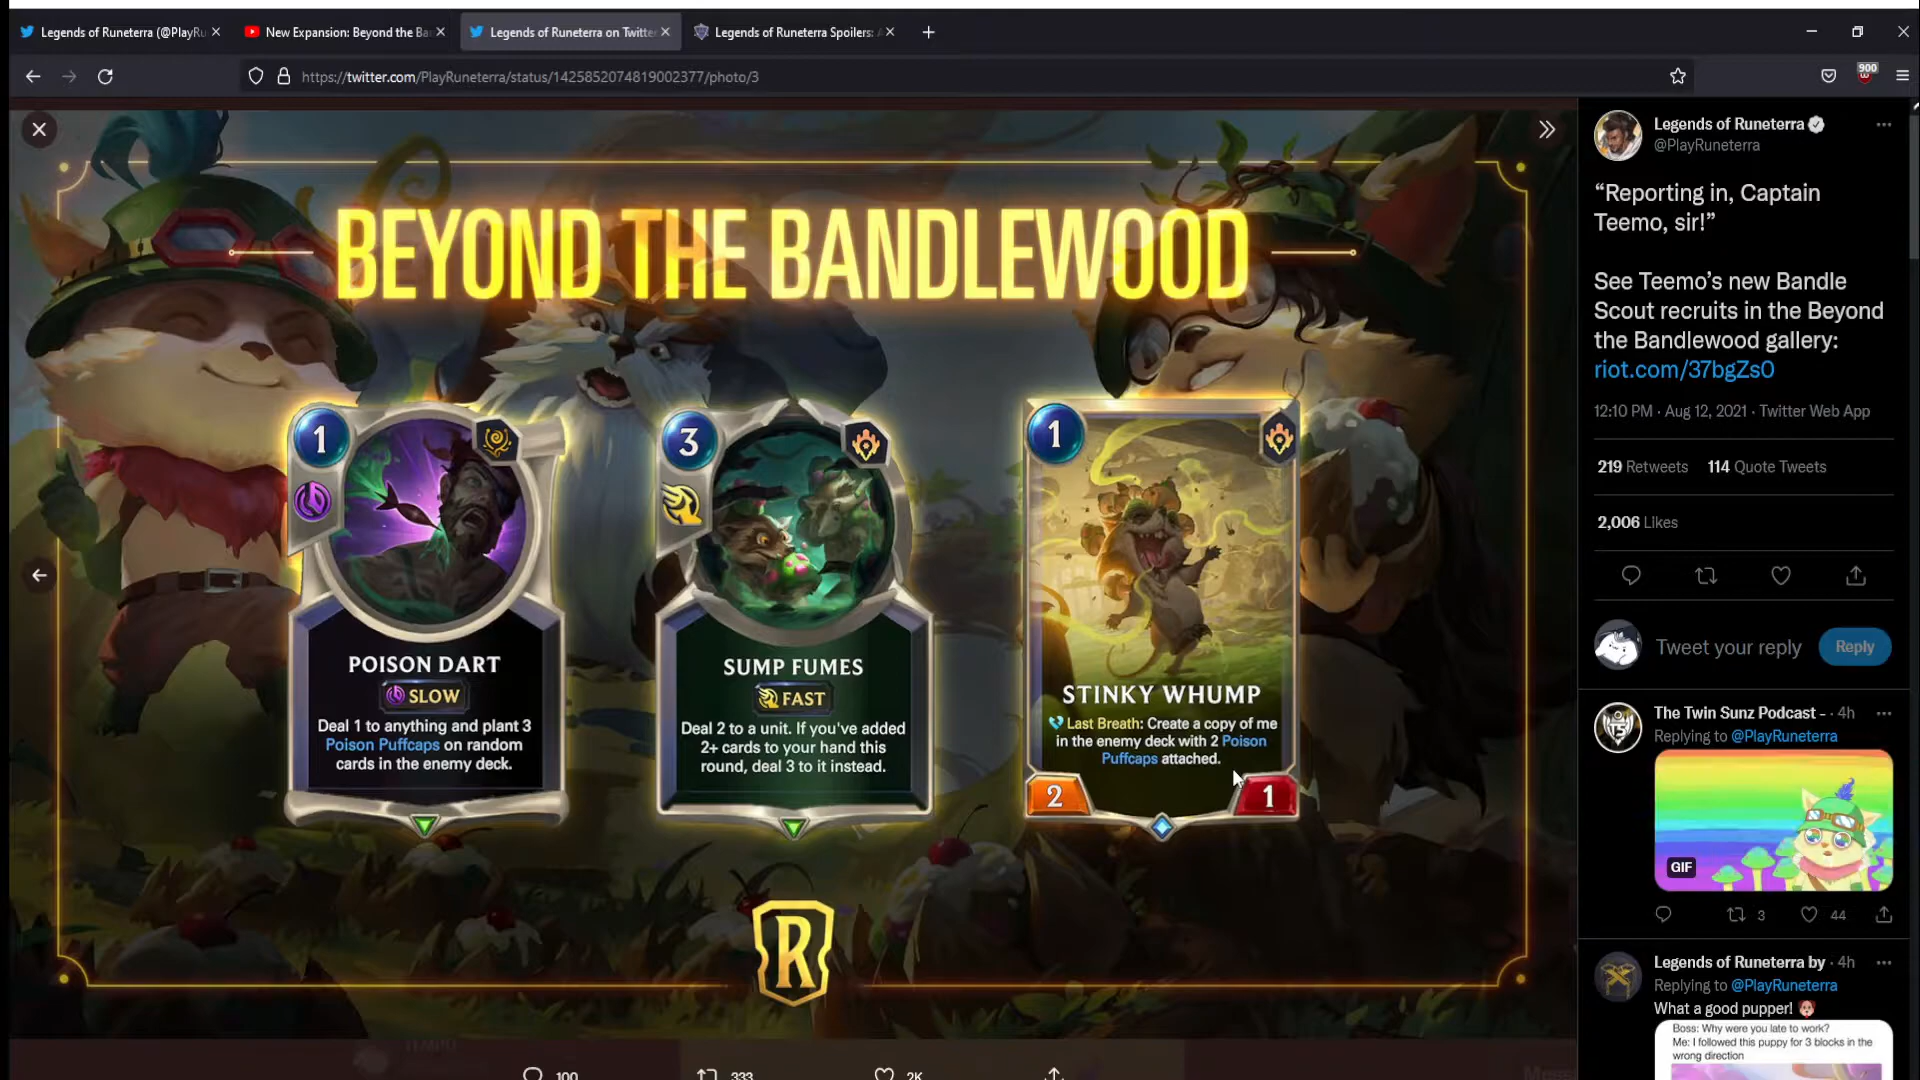 Legends of Runeterra (@PlayRu
New Expansion: Beyond the Ba
Legends of Runeterra on Twitte
Legends of Runeterra Spoilers: A
https://twitter.com/PlayRuneterra/status/1425852074819002377/photo/3
900
BEYOND THE BANDLEWOOD
1
POISON DART
SLOW
Deal 1 to anything and plant 3
Poison Puffcaps on random
cards in the enemy deck.
3
SUMP FUMES
FAST
Deal 2 to a unit. If you've added
2+ cards to your hand this
round, deal 3 to it instead.
1
STINKY WHUMP
Last Breath: Create a copy of me
in the enemy deck with 2 Poison
Puffcaps attached.
2
1
R
100
333
2K
Legends of Runeterra
@PlayRuneterra
“Reporting in, Captain
Teemo, sir!”
See Teemo’s new Bandle
Scout recruits in the Beyond
the Bandlewood gallery:
riot.com/37bgZs0
12:10 PM · Aug 12, 2021 · Twitter Web App
219 Retweets 114 Quote Tweets
2,006 Likes
Tweet your reply
Reply
The Twin Sunz Podcast - · 4h
Replying to @PlayRuneterra
GIF
3
44
Legends of Runeterra by · 4h
Replying to @PlayRuneterra
What a good pupper!
Boss: Why were you late to work?
Me: I followed this puppy for 3 blocks in the
wrong direction